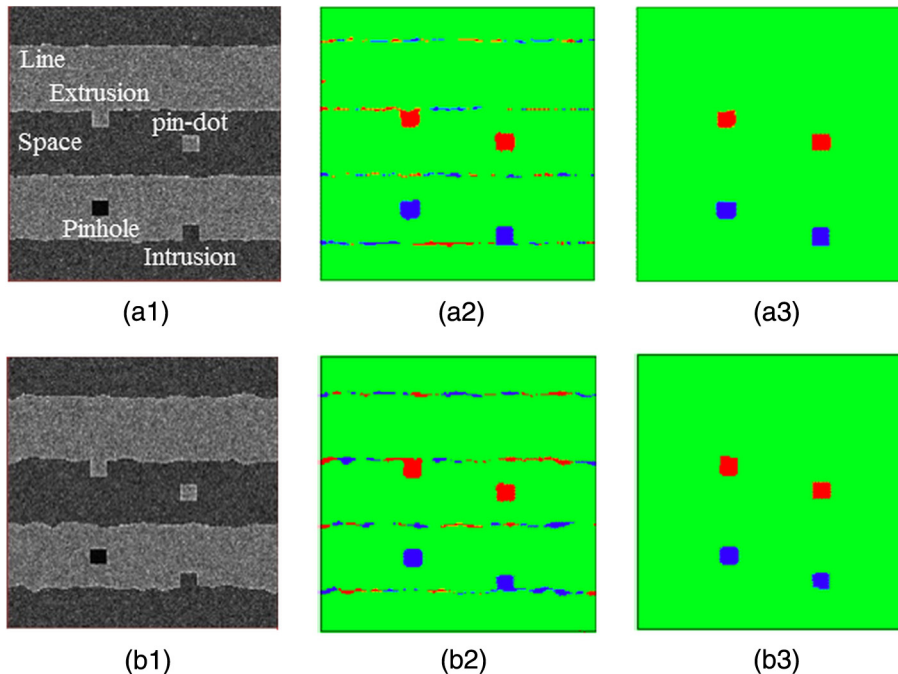 Line
Extrusion
pin-dot
Space
Pinhole
Intrusion
(a1) (a2) (a3)
(b1) (b2) (b3)